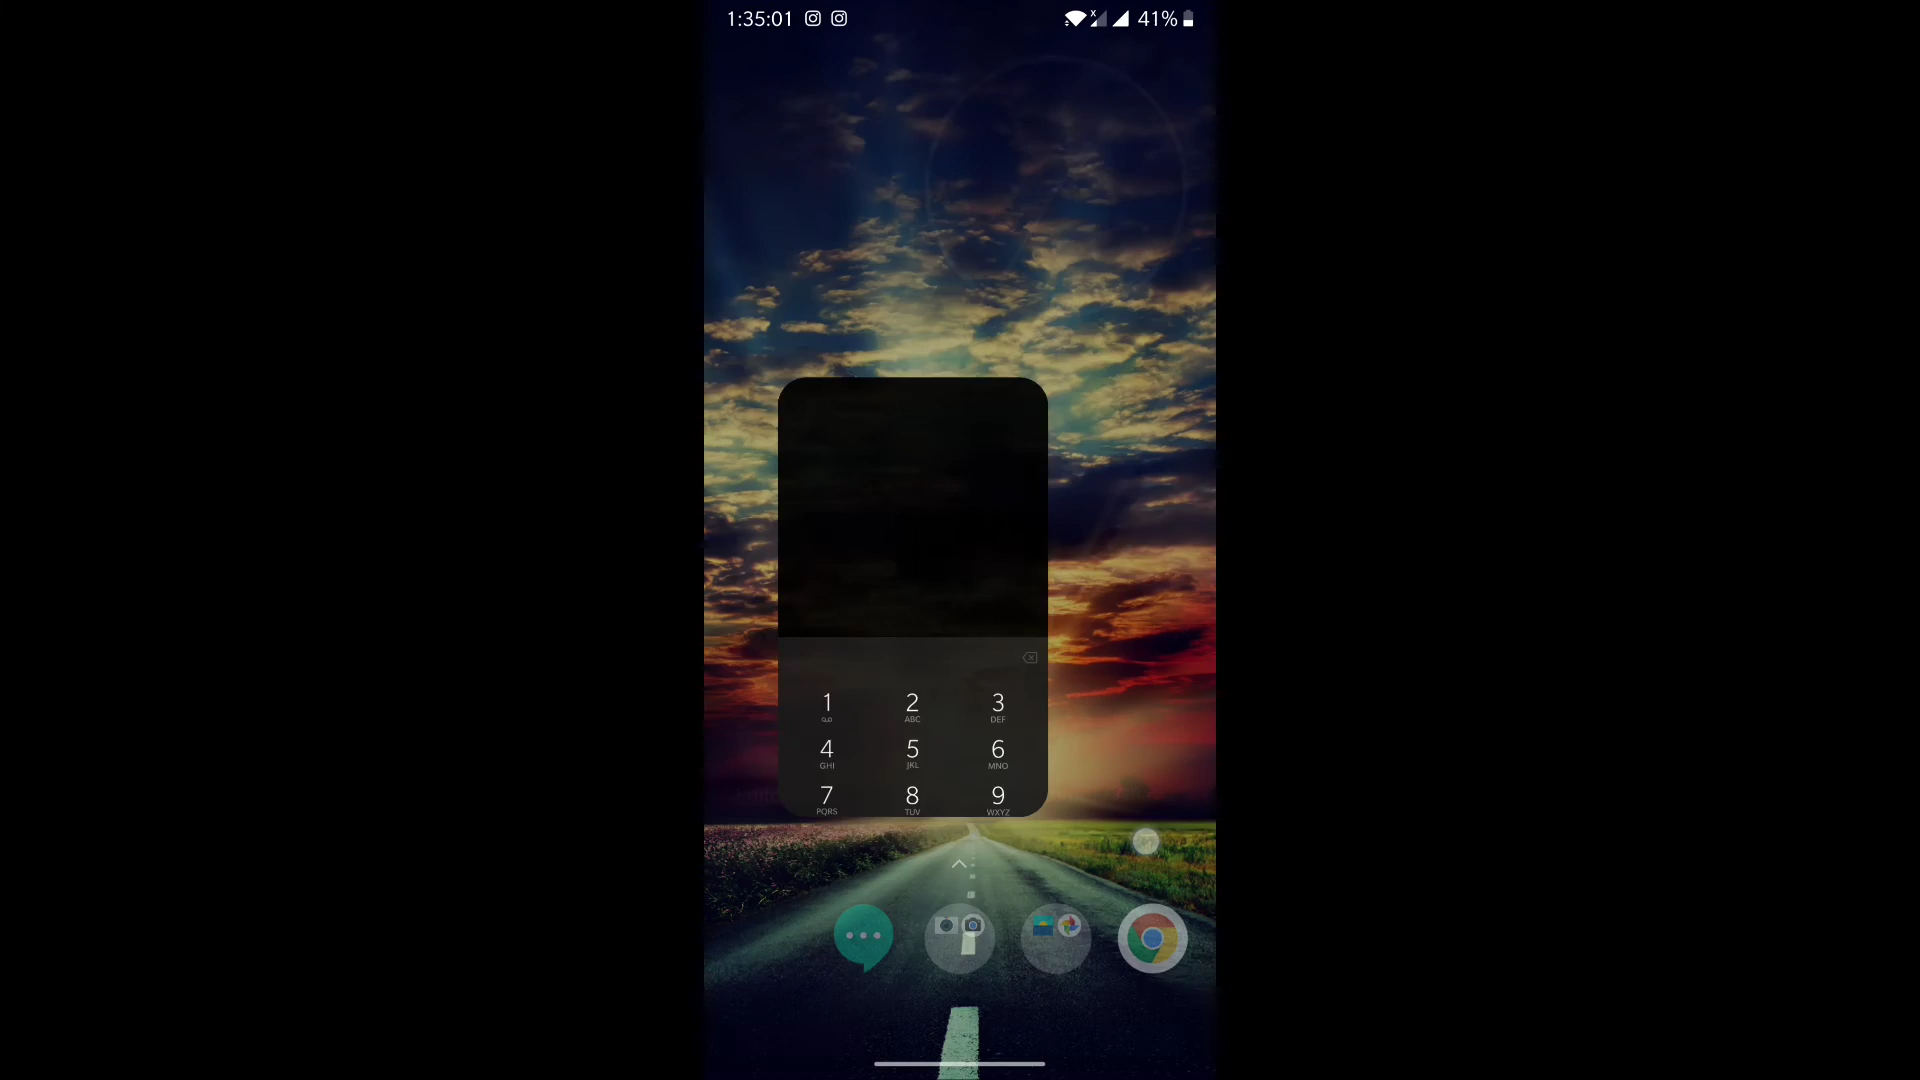 1:35:01 41%
1 2 3
ABC DEF
4 5 6
GHI JKL MNO
7 8 9
PQRS TUV WXYZ